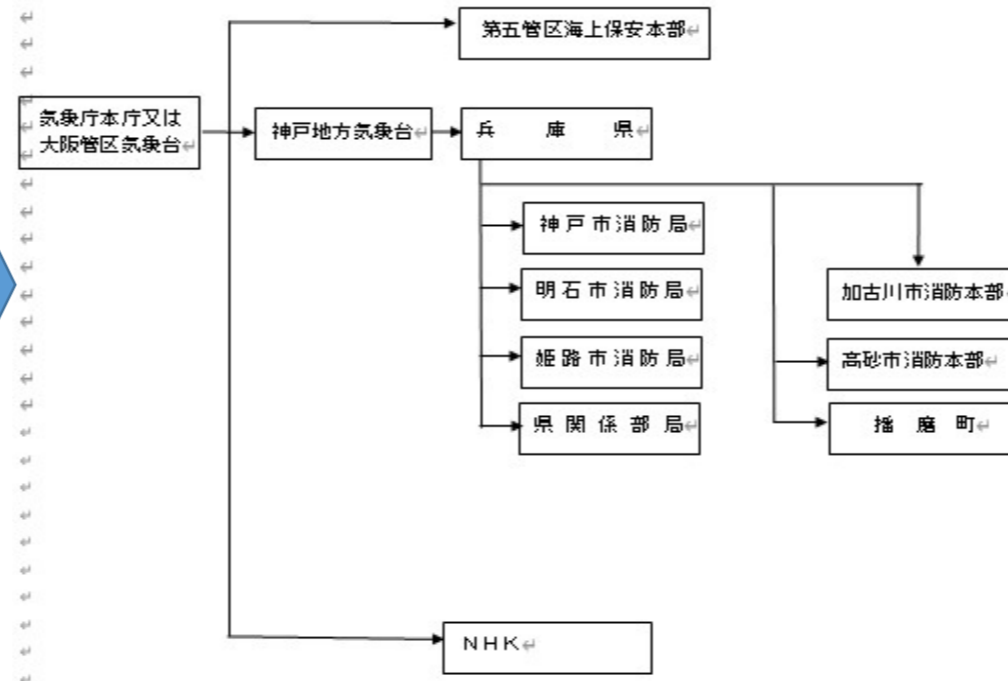 第五管区海上保安本部
気象庁本庁又は
大阪管区気象台
神戸地方気象台
兵　庫　県
神戸市消防局
明石市消防局
加古川市消防本部
姫路市消防局
高砂市消防本部
県関係部局
播　磨　町
NHK